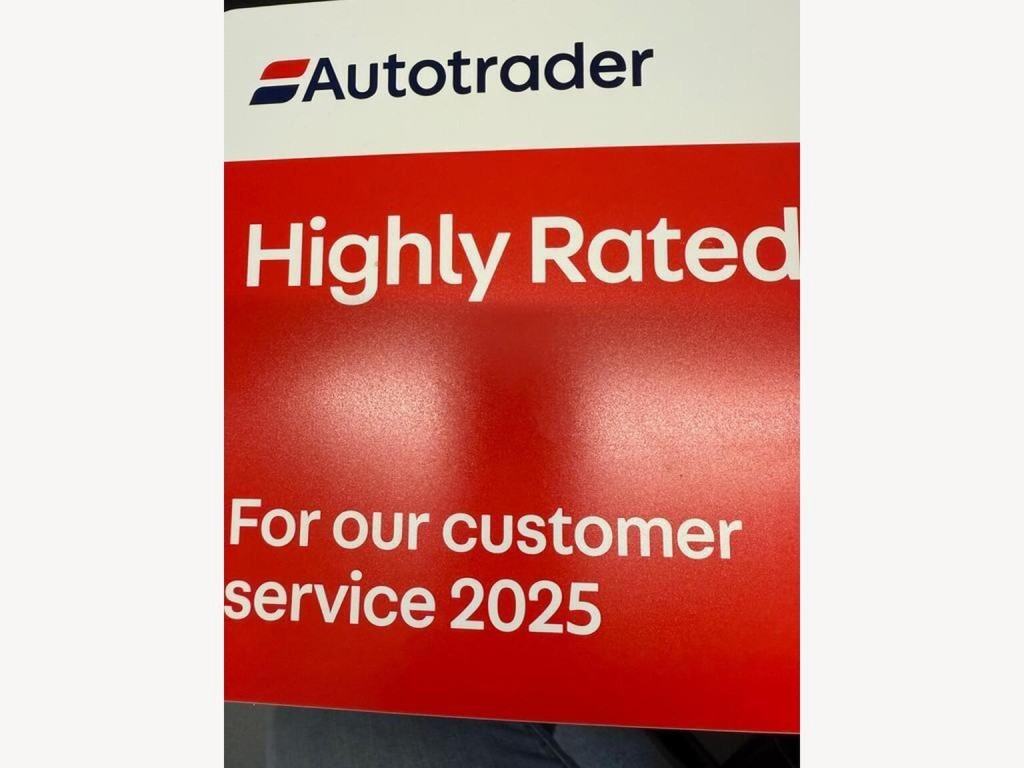 Autotrader
Highly Rated
For our customer
service 2025